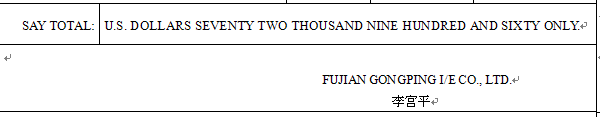 SAY TOTAL: U.S. DOLLARS SEVENTY TWO THOUSAND NINE HUNDRED AND SIXTY ONLY.
FUJIAN GONGPING I/E CO., LTD.
李宫平